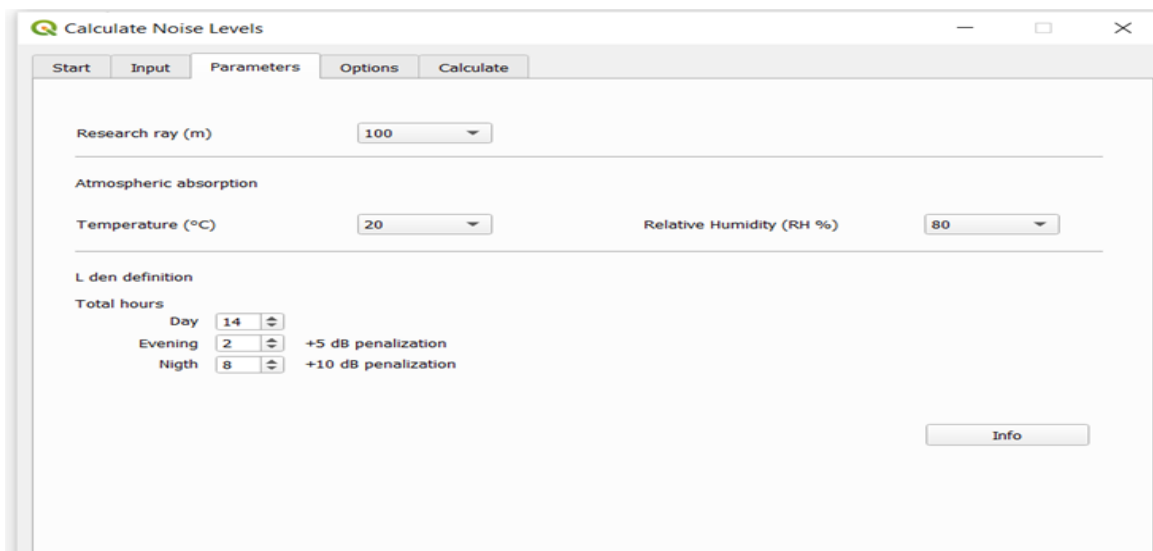 Calculate Noise Levels
Start Input Parameters Options Calculate
Research ray (m) 100
Atmospheric absorption
Temperature (°C) 20 Relative Humidity (RH %) 80
L den definition
Total hours
Day 14
Evening 2 +5 dB penalization
Nigth 8 +10 dB penalization
Info